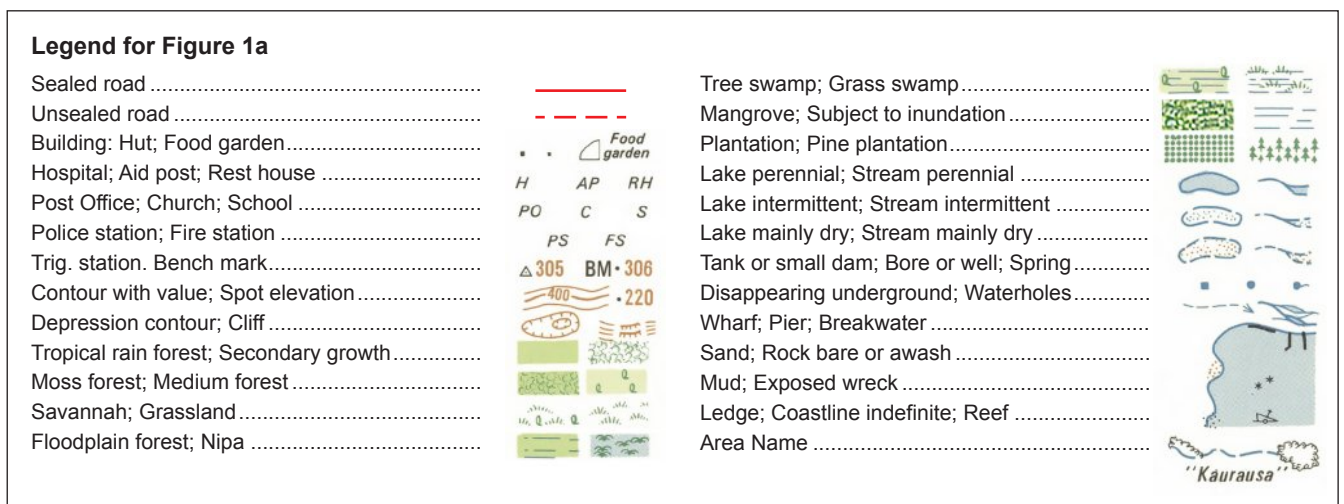 Legend for Figure 1a
Sealed road
Unsealed road
Building: Hut; Food garden
Food garden
Hospital; Aid post; Rest house
H AP RH
Post Office; Church; School
PO C S
Police station; Fire station
PS FS
Trig. station. Bench mark
305 BM 306
Contour with value; Spot elevation
400 220
Depression contour; Cliff
Tropical rain forest; Secondary growth
Moss forest; Medium forest
Savannah; Grassland
Floodplain forest; Nipa
Tree swamp; Grass swamp
Mangrove; Subject to inundation
Plantation; Pine plantation
Lake perennial; Stream perennial
Lake intermittent; Stream intermittent
Lake mainly dry; Stream mainly dry
Tank or small dam; Bore or well; Spring
Disappearing underground; Waterholes
Wharf; Pier; Breakwater
Sand; Rock bare or awash
Mud; Exposed wreck
Ledge; Coastline indefinite; Reef
Area Name
"Kaurausa"